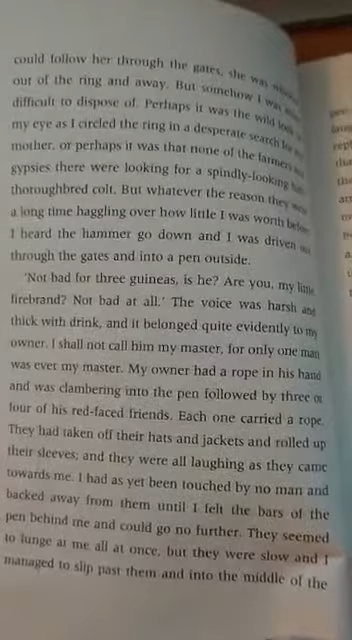 could follow her through the gates, she was
out of the ring and away. But somehow I was
difficult to dispose of. Perhaps it was the wild look
my eye as I circled the ring in a desperate search for
mother, or perhaps it was that none of the farmers and
gypsies there were looking for a spindly-looking
thoroughbred colt. But whatever the reason they were
a long time haggling over how little I was worth before
I heard the hammer go down and I was driven out
through the gates and into a pen outside.
'Not bad for three guineas, is he? Are you, my little
firebrand? Not bad at all.' The voice was harsh and
thick with drink, and it belonged quite evidently to my
owner. I shall not call him my master, for only one man
was ever my master. My owner had a rope in his hand
and was clambering into the pen followed by three or
four of his red-faced friends. Each one carried a rope.
They had taken off their hats and jackets and rolled up
their sleeves; and they were all laughing as they came
towards me. I had as yet been touched by no man and
backed away from them until I felt the bars of the
pen behind me and could go no further. They seemed
to lunge at me all at once, but they were slow and I
managed to slip past them and into the middle of the